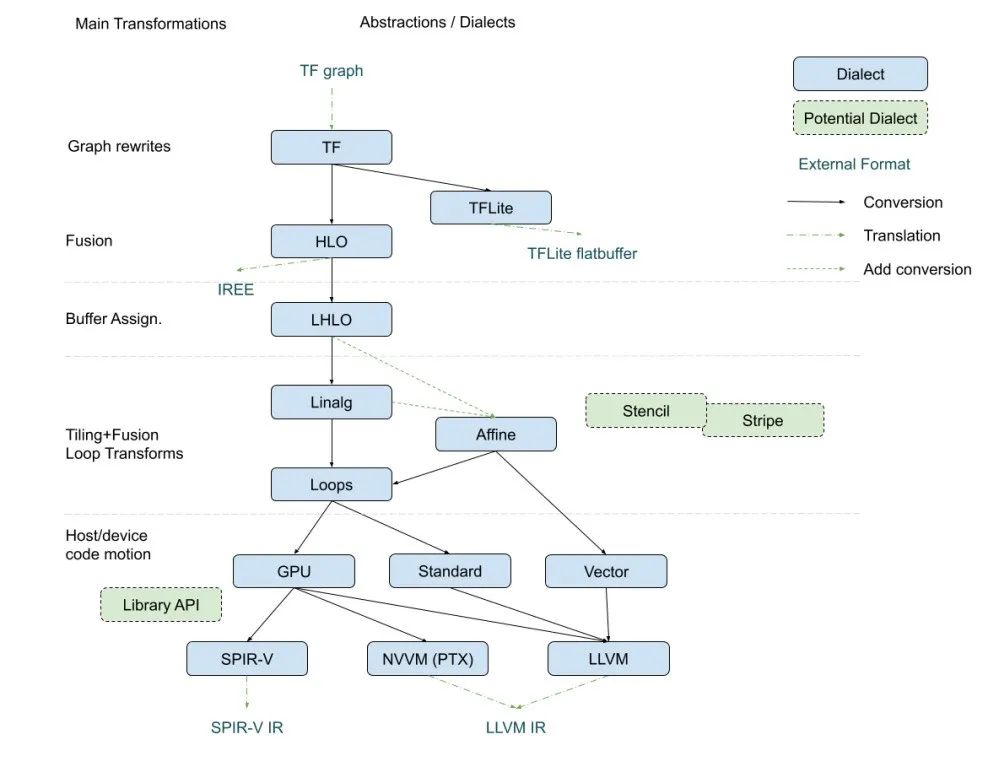 Main Transformations
Abstractions / Dialects
TF graph
Dialect
Potential Dialect
External Format
Conversion
Translation
Add conversion
Graph rewrites
TF
TFLite
Fusion
HLO
TFLite flatbuffer
IREE
Buffer Assign.
LHLO
Linalg
Stencil
Stripe
Affine
Tiling+Fusion
Loop Transforms
Loops
Host/device
code motion
GPU
Standard
Vector
Library API
SPIR-V
NVVM (PTX)
LLVM
SPIR-V IR
LLVM IR